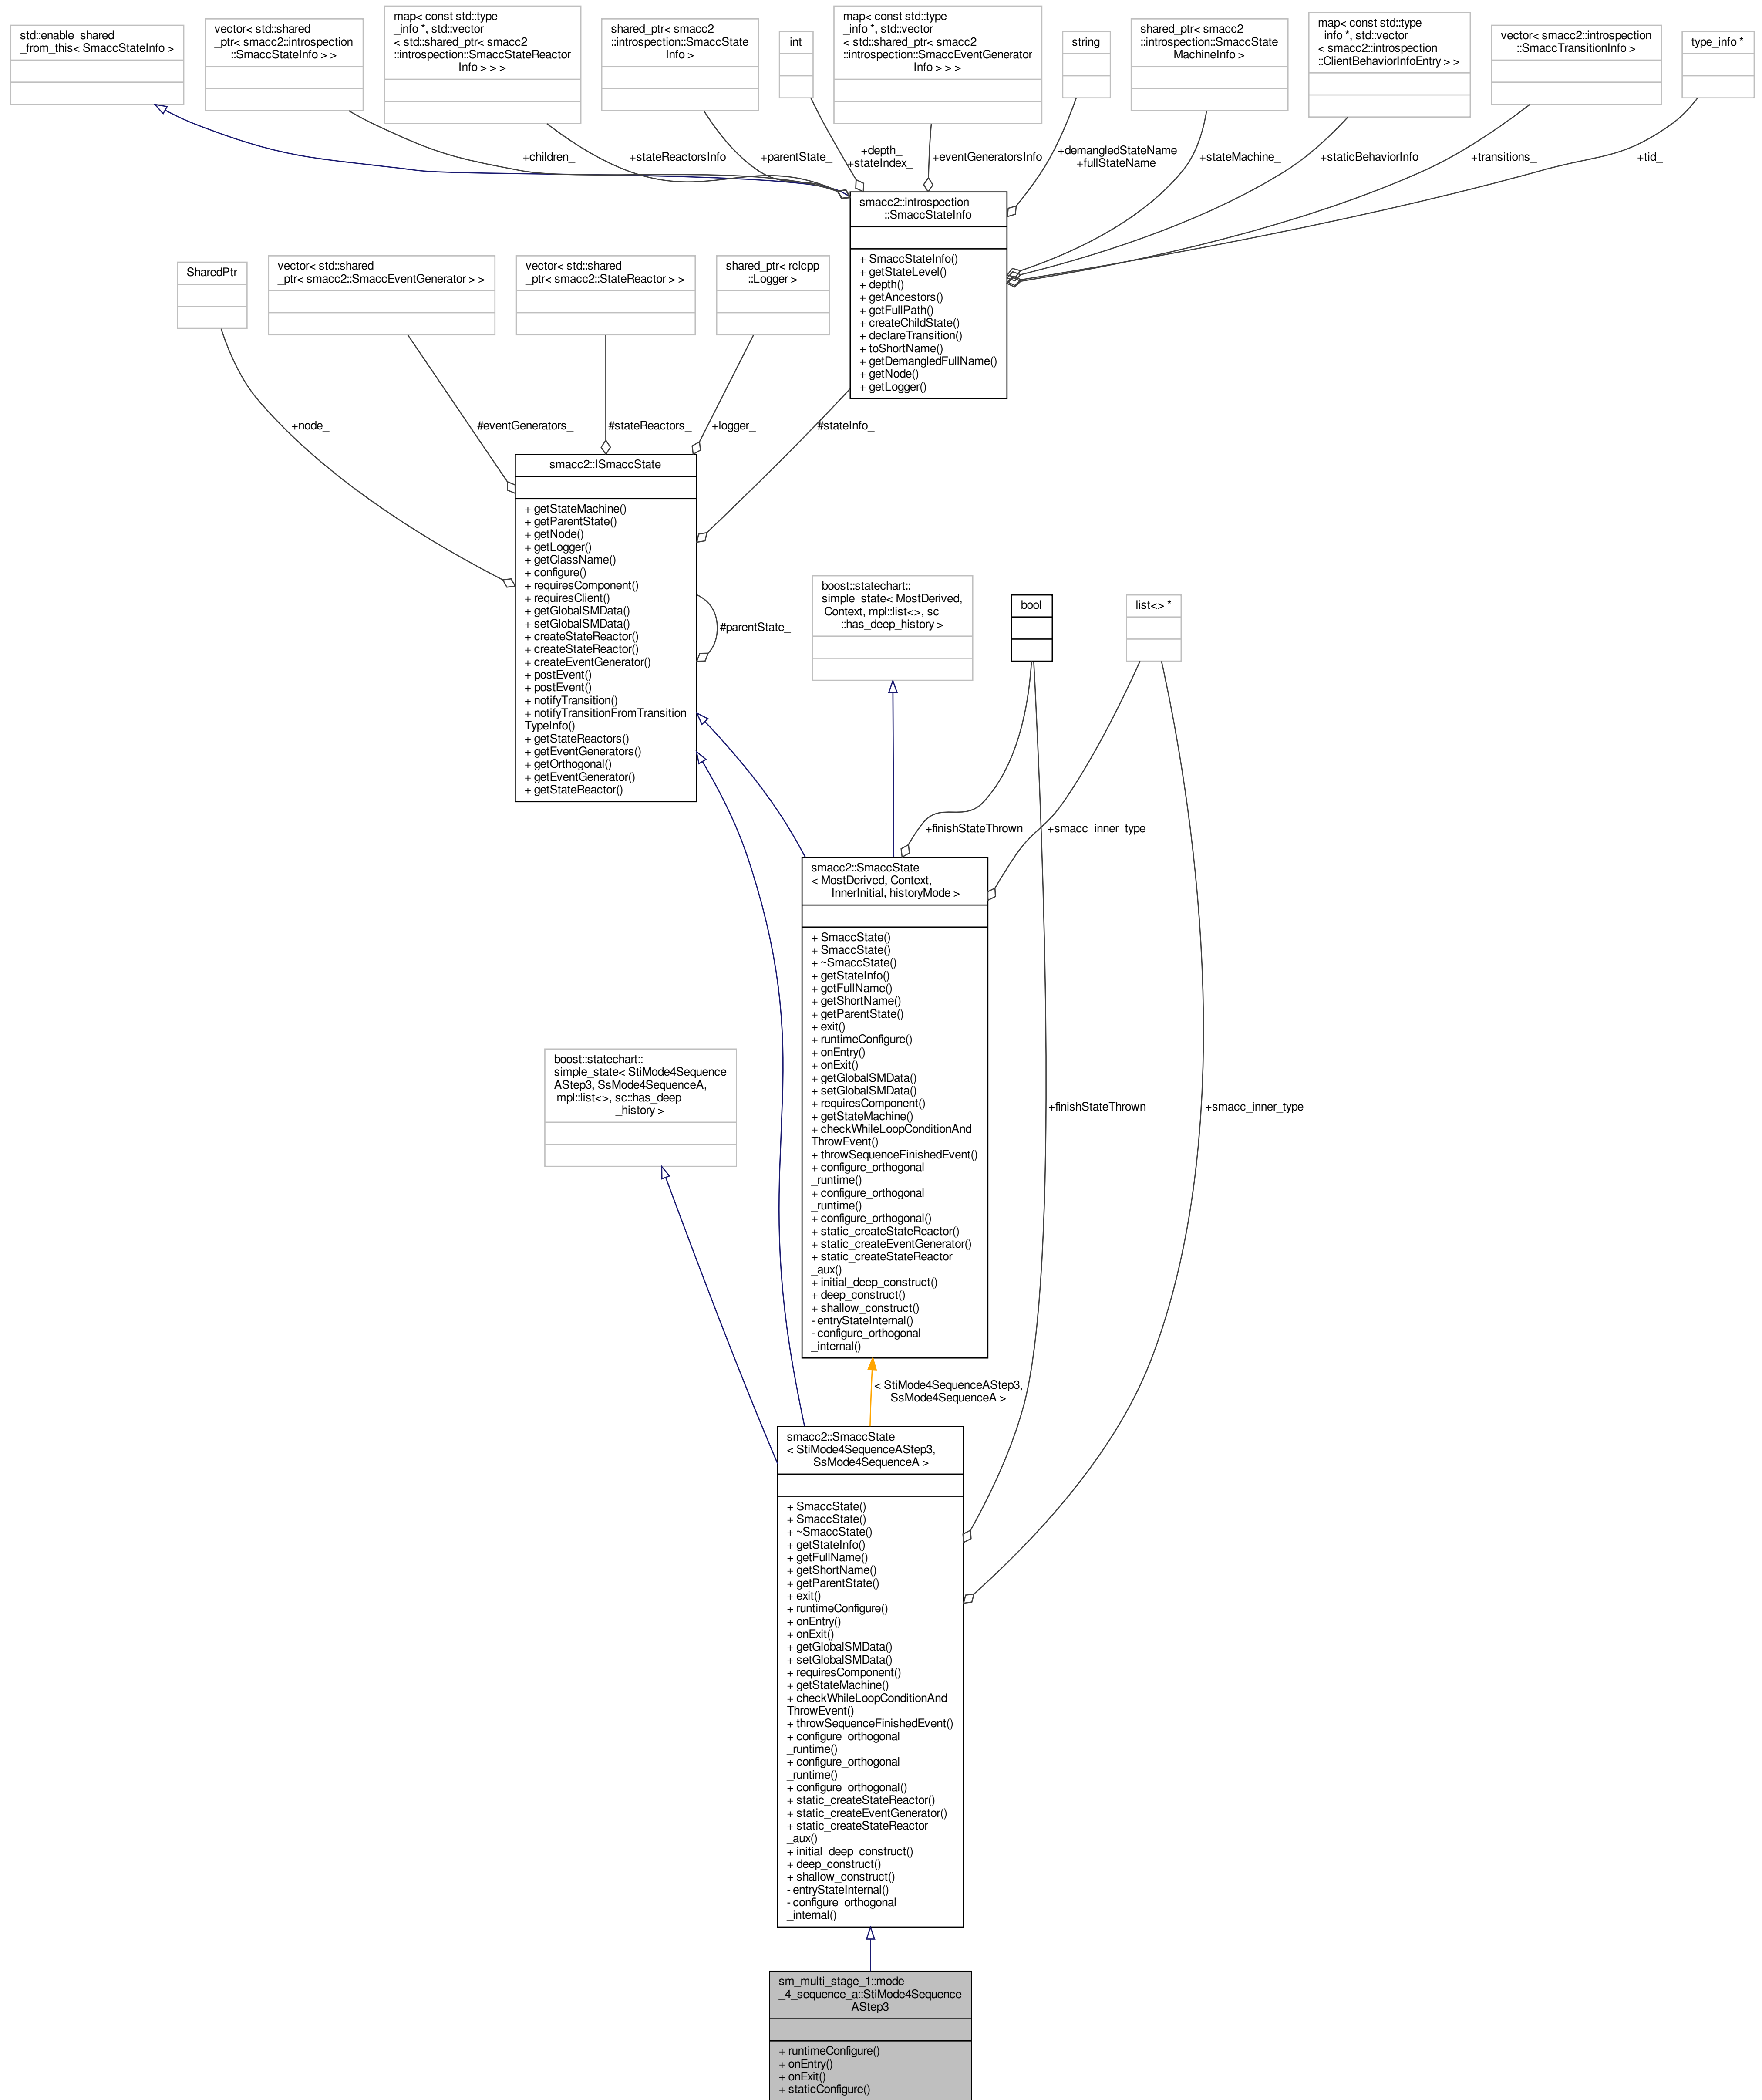 std::enable_shared
_from_this< SmaccStateInfo >
vector< std::shared
_ptr< smacc2::introspection
::SmaccStateInfo > >
map< const std::type
_info *, std::vector
< std::shared_ptr< smacc2
::introspection::SmaccStateReactor
Info > > >
shared_ptr< smacc2
::introspection::SmaccState
Info >
int
map< const std::type
_info *, std::vector
< std::shared_ptr< smacc2
::introspection::SmaccEventGenerator
Info > > >
string
shared_ptr< smacc2
::introspection::SmaccState
MachineInfo >
map< const std::type
_info *, std::vector
< smacc2::introspection
::ClientBehaviorInfoEntry > >
vector< smacc2::introspection
::SmaccTransitionInfo >
type_info *
+children_
+stateReactorsInfo
+parentState_
+depth_
+stateIndex_
+eventGeneratorsInfo
+demangledStateName
+fullStateName
+stateMachine_
+staticBehaviorInfo
+transitions_
+tid_
smacc2::introspection
::SmaccStateInfo
+ SmaccStateInfo()
+ getStateLevel()
+ depth()
+ getAncestors()
+ getFullPath()
+ createChildState()
+ declareTransition()
+ toShortName()
+ getDemangledFullName()
+ getNode()
+ getLogger()
SharedPtr
vector< std::shared
_ptr< smacc2::SmaccEventGenerator > >
vector< std::shared
_ptr< smacc2::StateReactor > >
shared_ptr< rclcpp
::Logger >
+node_
#eventGenerators_
#stateReactors_
+logger_
#stateInfo_
smacc2::ISmaccState
+ getStateMachine()
+ getParentState()
+ getNode()
+ getLogger()
+ getClassName()
+ configure()
+ requiresComponent()
+ requiresClient()
+ getGlobalSMData()
+ setGlobalSMData()
+ createStateReactor()
+ createStateReactor()
+ createEventGenerator()
+ postEvent()
+ postEvent()
+ notifyTransition()
+ notifyTransitionFromTransition
TypeInfo()
+ getStateReactors()
+ getEventGenerators()
+ getOrthogonal()
+ getEventGenerator()
+ getStateReactor()
#parentState_
boost::statechart::
simple_state< MostDerived,
Context, mpl::list<>, sc
::has_deep_history >
bool
list<> *
+finishStateThrown
+smacc_inner_type
smacc2::SmaccState
< MostDerived, Context,
InnerInitial, historyMode >
+ SmaccState()
+ SmaccState()
+ ~SmaccState()
+ getStateInfo()
+ getFullName()
+ getShortName()
+ getParentState()
+ exit()
+ runtimeConfigure()
+ onEntry()
+ onExit()
+ getGlobalSMData()
+ setGlobalSMData()
+ requiresComponent()
+ getStateMachine()
+ checkWhileLoopConditionAnd
ThrowEvent()
+ throwSequenceFinishedEvent()
+ configure_orthogonal
_runtime()
+ configure_orthogonal
_runtime()
+ configure_orthogonal()
+ static_createStateReactor()
+ static_createEventGenerator()
+ static_createStateReactor
_aux()
+ initial_deep_construct()
+ deep_construct()
+ shallow_construct()
- entryStateInternal()
- configure_orthogonal
_internal()
boost::statechart::
simple_state< StiMode4Sequence
AStep3, SsMode4SequenceA,
mpl::list<>, sc::has_deep
_history >
+finishStateThrown
+smacc_inner_type
< StiMode4SequenceAStep3,
SsMode4SequenceA >
smacc2::SmaccState
< StiMode4SequenceAStep3,
SsMode4SequenceA >
+ SmaccState()
+ SmaccState()
+ ~SmaccState()
+ getStateInfo()
+ getFullName()
+ getShortName()
+ getParentState()
+ exit()
+ runtimeConfigure()
+ onEntry()
+ onExit()
+ getGlobalSMData()
+ setGlobalSMData()
+ requiresComponent()
+ getStateMachine()
+ checkWhileLoopConditionAnd
ThrowEvent()
+ throwSequenceFinishedEvent()
+ configure_orthogonal
_runtime()
+ configure_orthogonal
_runtime()
+ configure_orthogonal()
+ static_createStateReactor()
+ static_createEventGenerator()
+ static_createStateReactor
_aux()
+ initial_deep_construct()
+ deep_construct()
+ shallow_construct()
- entryStateInternal()
- configure_orthogonal
_internal()
sm_multi_stage_1::mode
_4_sequence_a::StiMode4Sequence
AStep3
+ runtimeConfigure()
+ onEntry()
+ onExit()
+ staticConfigure()